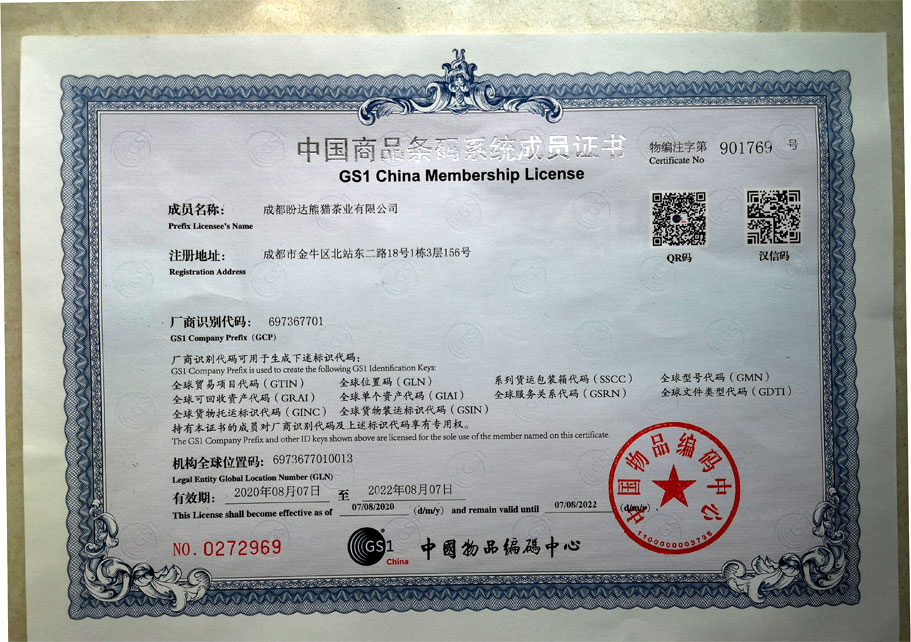 中国商品条码系统成员证书
GS1 China Membership License
物编注字第 901769 号
Certificate No
成员名称： 成都盼达熊猫茶业有限公司
Prefix Licensee's Name
注册地址： 成都市金牛区北站东二路18号1栋3层156号
Registration Address
QR码 汉信码
厂商识别代码： 697367701
GS1 Company Prefix (GCP)
厂商识别代码可用于生成下述标识代码：
GS1 Company Prefix is used to create the following GS1 Identification Keys:
全球贸易项目代码（GTIN） 全球位置码（GLN） 系列货运包装箱代码（SSCC） 全球型号代码（GMN）
全球可回收资产代码（GRAI） 全球单个资产代码（GIAI） 全球服务关系代码（GSRN） 全球文件类型代码（GDTI）
全球货物托运标识代码（GINC） 全球货物装运标识代码（GSIN）
持有本证书的成员对厂商识别代码及上述标识代码享有专用权。
The GS1 Company Prefix and other ID keys shown above are licensed for the sole use of the member named on this certificate.
机构全球位置码： 6973677010013
Legal Entity Global Location Number (GLN)
有效期： 2020年08月07日 至 2022年08月07日
This License shall become effective as of 07/08/2020 (d/m/y) and remain valid until 07/08/2022 (d/m/y) .
NO. 0272969
GS1 China
中國物品编碼中心
中国物品编码中心
1100000003735